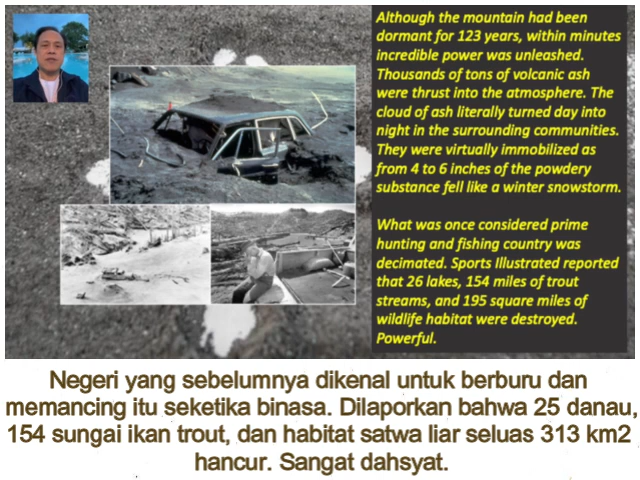 Although the mountain had been
dormant for 123 years, within minutes
incredible power was unleashed.
Thousands of tons of volcanic ash
were thrust into the atmosphere. The
cloud of ash literally turned day into
night in the surrounding communities.
They were virtually immobilized as
from 4 to 6 inches of the powdery
substance fell like a winter snowstorm.
What was once considered prime
hunting and fishing country was
decimated. Sports Illustrated reported
that 26 lakes, 154 miles of trout
streams, and 195 square miles of
wildlife habitat were destroyed.
Powerful.
Negeri yang sebelumnya dikenal untuk berburu dan
memancing itu seketika binasa. Dilaporkan bahwa 25 danau,
154 sungai ikan trout, dan habitat satwa liar seluas 313 km2
hancur. Sangat dahsyat.